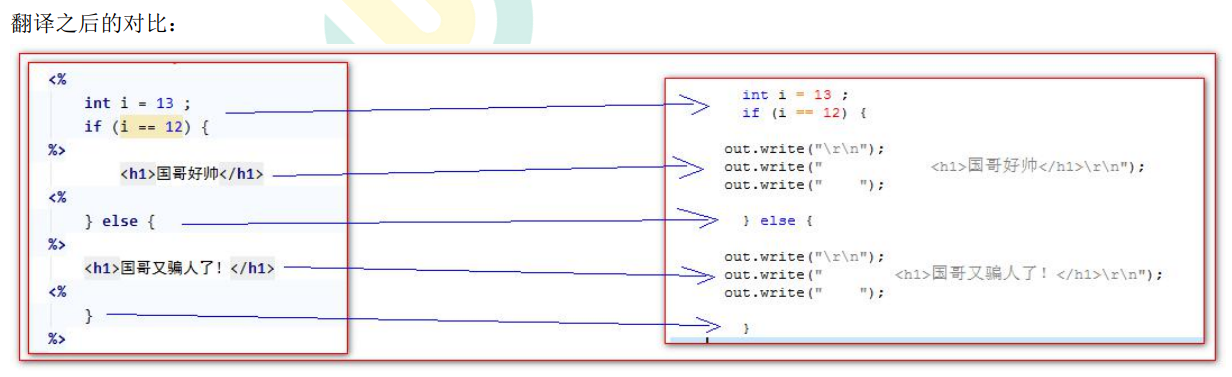 翻译之后的对比：
<%
int i = 13 ;
if (i == 12) {
%>
<h1>国哥好帅</h1>
<%
} else {
%>
<h1>国哥又骗人了！</h1>
<%
}
%>
int i = 13 ;
if (i == 12) {
out.write("\r\n");
out.write("            <h1>国哥好帅</h1>\r\n");
out.write("    ");
} else {
out.write("\r\n");
out.write("        <h1>国哥又骗人了！</h1>\r\n");
out.write("    ");
}